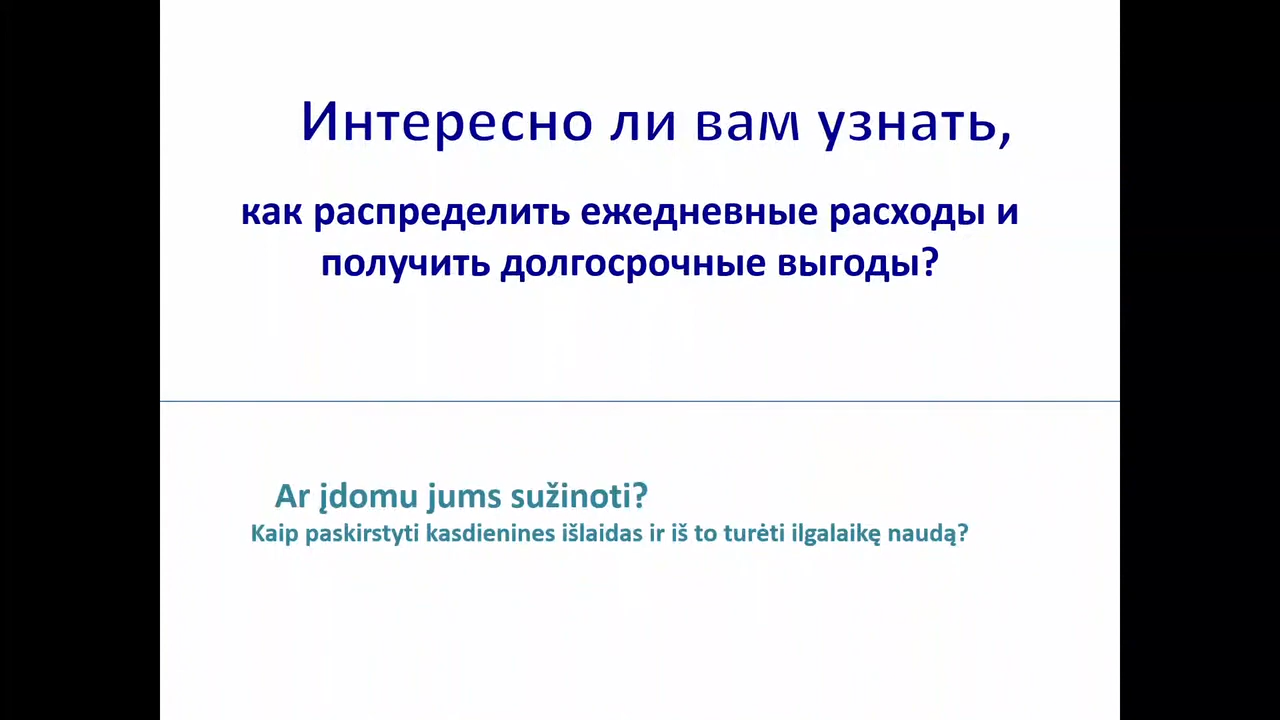 Интересно ли вам узнать,
как распределить ежедневные расходы и
получить долгосрочные выгоды?
Ar įdomu jums sužinoti?
Kaip paskirstyti kasdienines išlaidas ir iš to turėti ilgalaikę naudą?